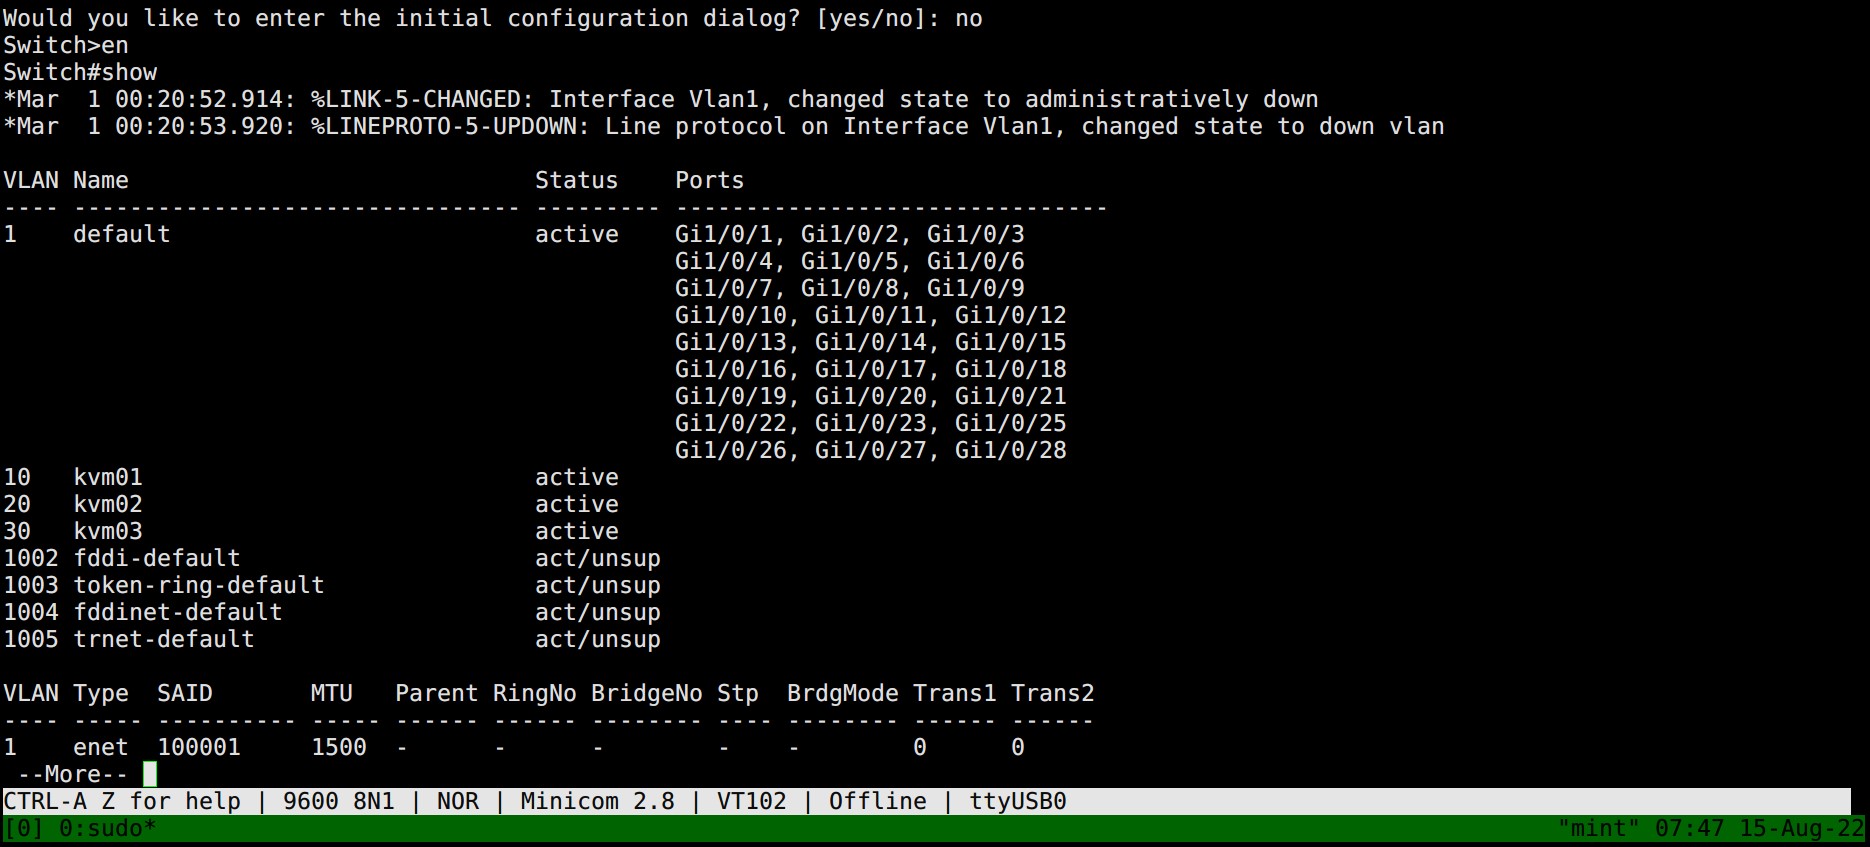 Would you like to enter the initial configuration dialog? [yes/no]: no
Switch>en
Switch#show
*Mar  1 00:20:52.914: %LINK-5-CHANGED: Interface Vlan1, changed state to administratively down
*Mar  1 00:20:53.920: %LINEPROTO-5-UPDOWN: Line protocol on Interface Vlan1, changed state to down vlan

VLAN Name                             Status    Ports
---- -------------------------------- --------- -------------------------------
1    default                          active    Gi1/0/1, Gi1/0/2, Gi1/0/3
                                                Gi1/0/4, Gi1/0/5, Gi1/0/6
                                                Gi1/0/7, Gi1/0/8, Gi1/0/9
                                                Gi1/0/10, Gi1/0/11, Gi1/0/12
                                                Gi1/0/13, Gi1/0/14, Gi1/0/15
                                                Gi1/0/16, Gi1/0/17, Gi1/0/18
                                                Gi1/0/19, Gi1/0/20, Gi1/0/21
                                                Gi1/0/22, Gi1/0/23, Gi1/0/25
                                                Gi1/0/26, Gi1/0/27, Gi1/0/28
10   kvm01                            active
20   kvm02                            active
30   kvm03                            active
1002 fddi-default                     act/unsup
1003 token-ring-default               act/unsup
1004 fddinet-default                  act/unsup
1005 trnet-default                    act/unsup

VLAN Type  SAID       MTU   Parent RingNo BridgeNo Stp  BrdgMode Trans1 Trans2
---- ----- ---------- ----- ------ ------ -------- ---- -------- ------ ------
1    enet  100001     1500  -      -      -        -    -        0      0
 --More--
CTRL-A Z for help | 9600 8N1 | NOR | Minicom 2.8 | VT102 | Offline | ttyUSB0
[0] 0:sudo* "mint" 07:47 15-Aug-22